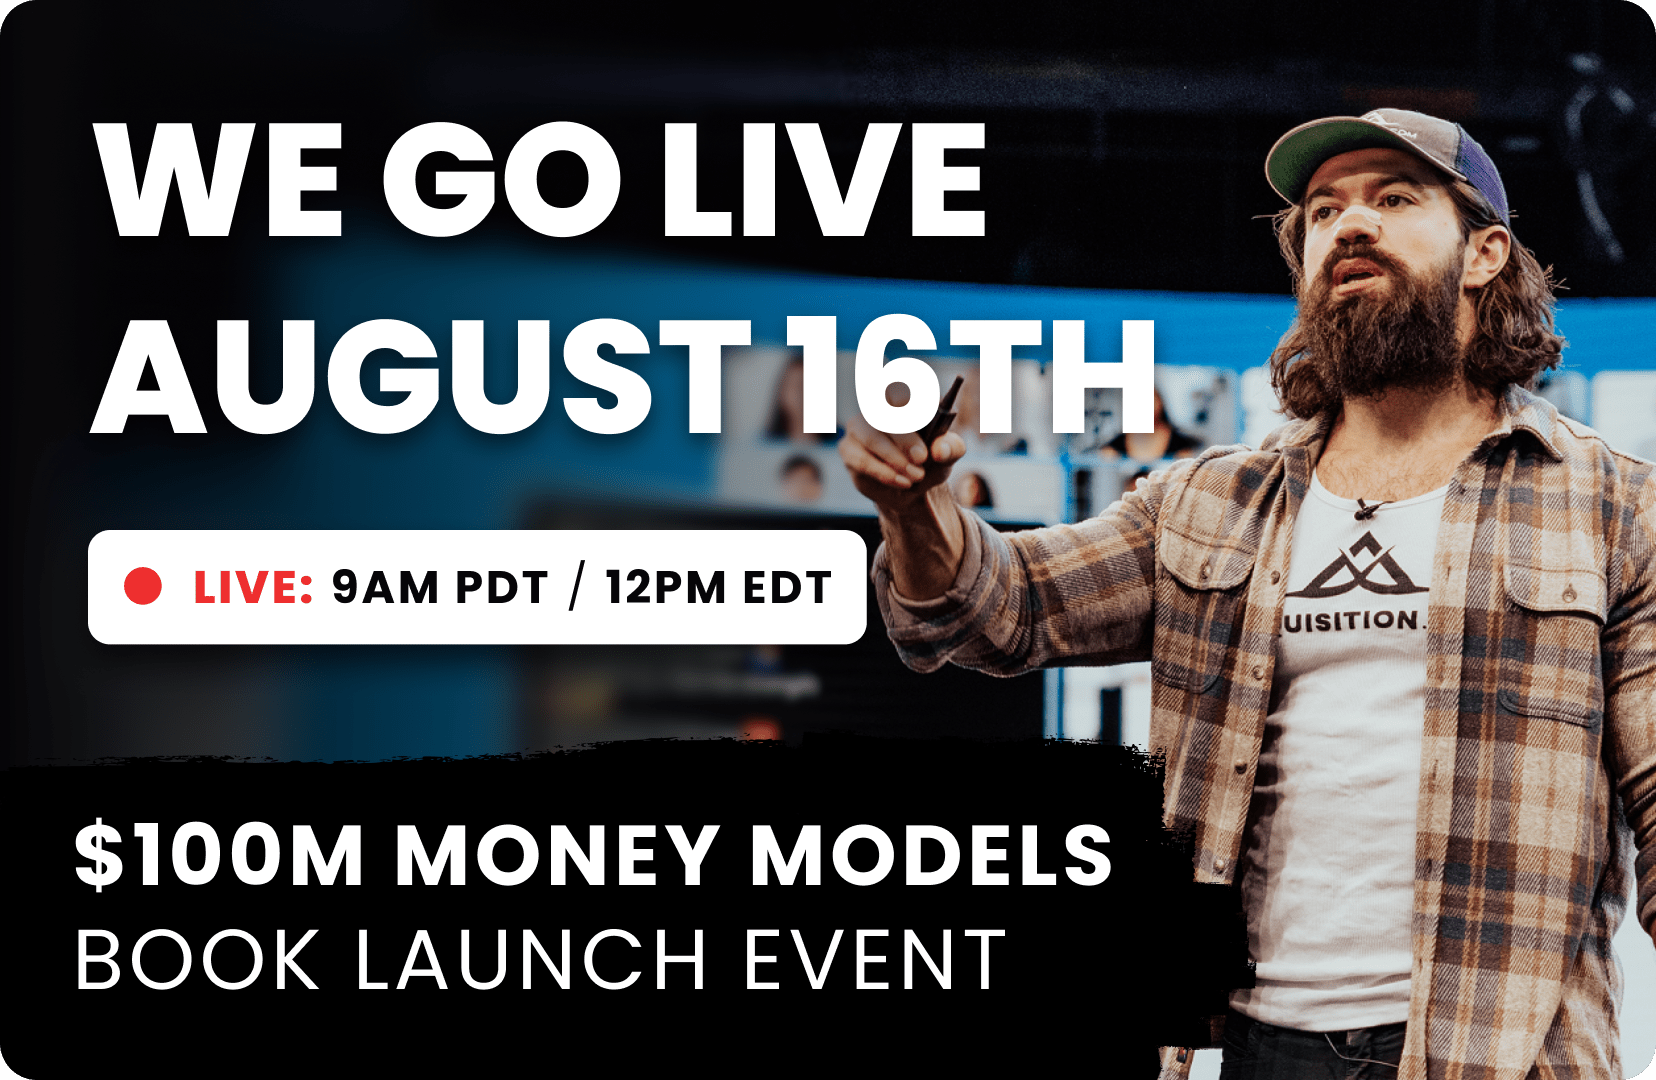 WE GO LIVE
AUGUST 16TH
LIVE: 9AM PDT / 12PM EDT
UISITION.
$100M MONEY MODELS
BOOK LAUNCH EVENT